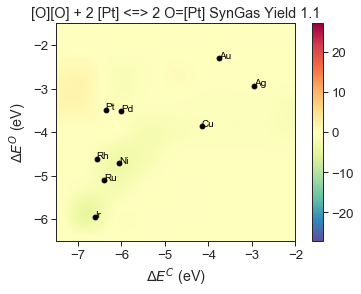 [O][O] + 2 [Pt] <=> 2 O=[Pt] SynGas Yield 1.1
ΔE^O (eV)
−2
−3
−4
−5
−6
Au
Ag
Pt
Pd
Cu
Rh
Ni
Ru
Ir
−7
−6
−5
−4
−3
−2
ΔE^C (eV)
20
10
0
−10
−20